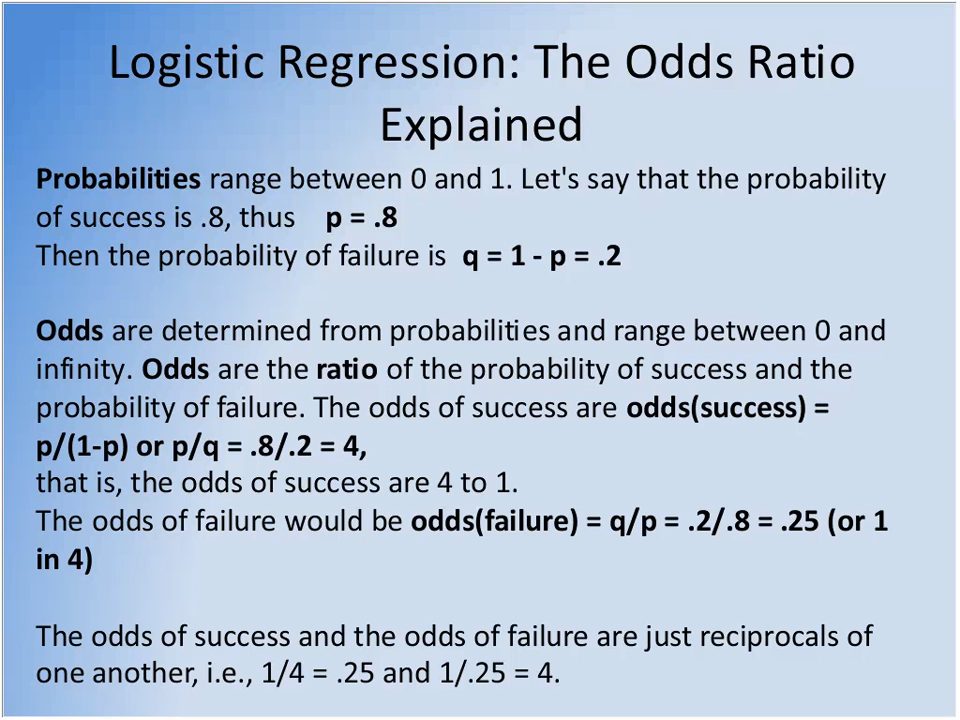 Logistic Regression: The Odds Ratio
Explained
Probabilities range between 0 and 1. Let's say that the probability
of success is .8, thus p = .8
Then the probability of failure is q = 1 - p = .2
Odds are determined from probabilities and range between 0 and
infinity. Odds are the ratio of the probability of success and the
probability of failure. The odds of success are odds(success) =
p/(1-p) or p/q = .8/.2 = 4,
that is, the odds of success are 4 to 1.
The odds of failure would be odds(failure) = q/p = .2/.8 = .25 (or 1
in 4)
The odds of success and the odds of failure are just reciprocals of
one another, i.e., 1/4 = .25 and 1/.25 = 4.